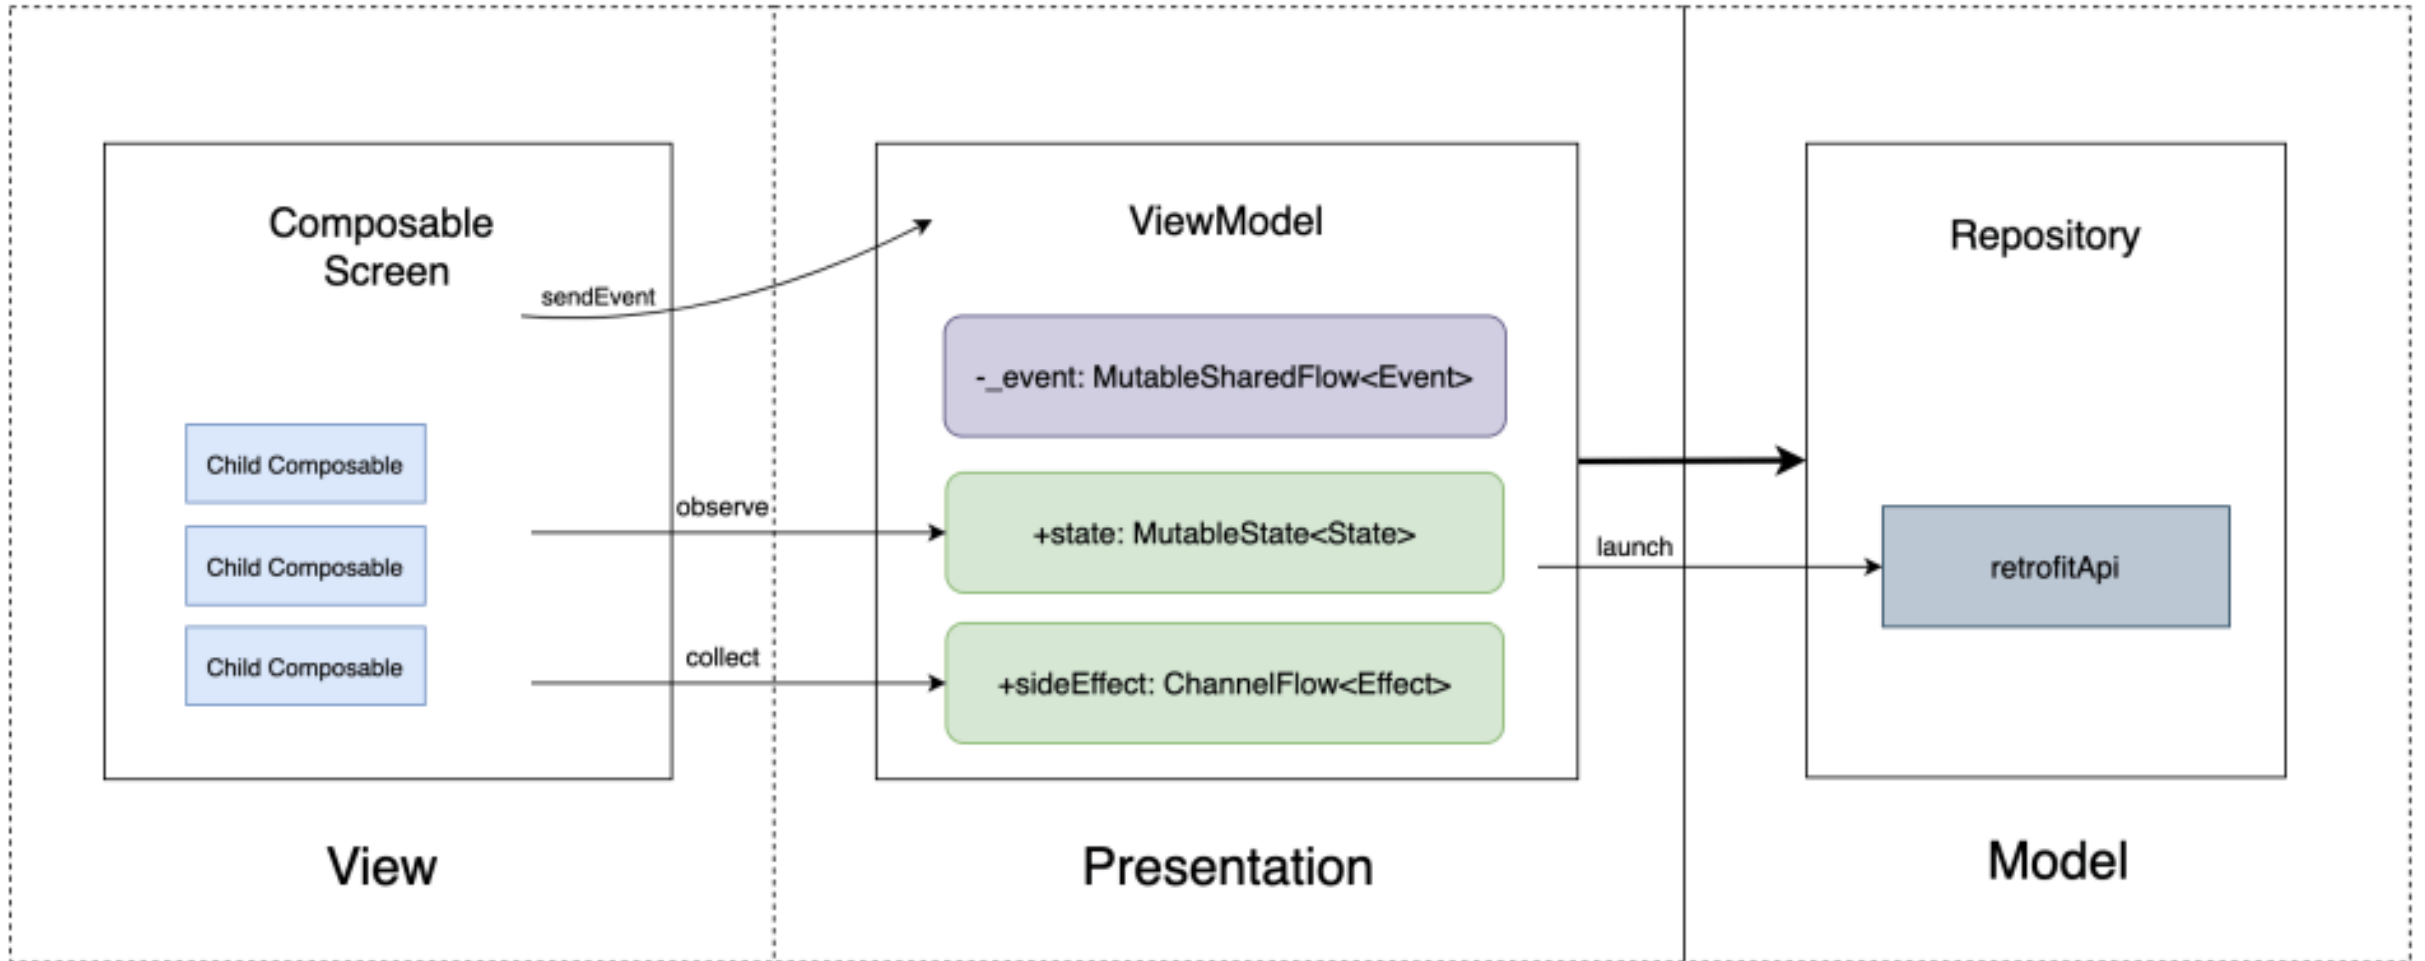 Composable
Screen
sendEvent
Child Composable
Child Composable
Child Composable
observe
collect
View
ViewModel
-_event: MutableSharedFlow<Event>
+state: MutableState<State>
+sideEffect: ChannelFlow<Effect>
Presentation
launch
Repository
retrofitApi
Model